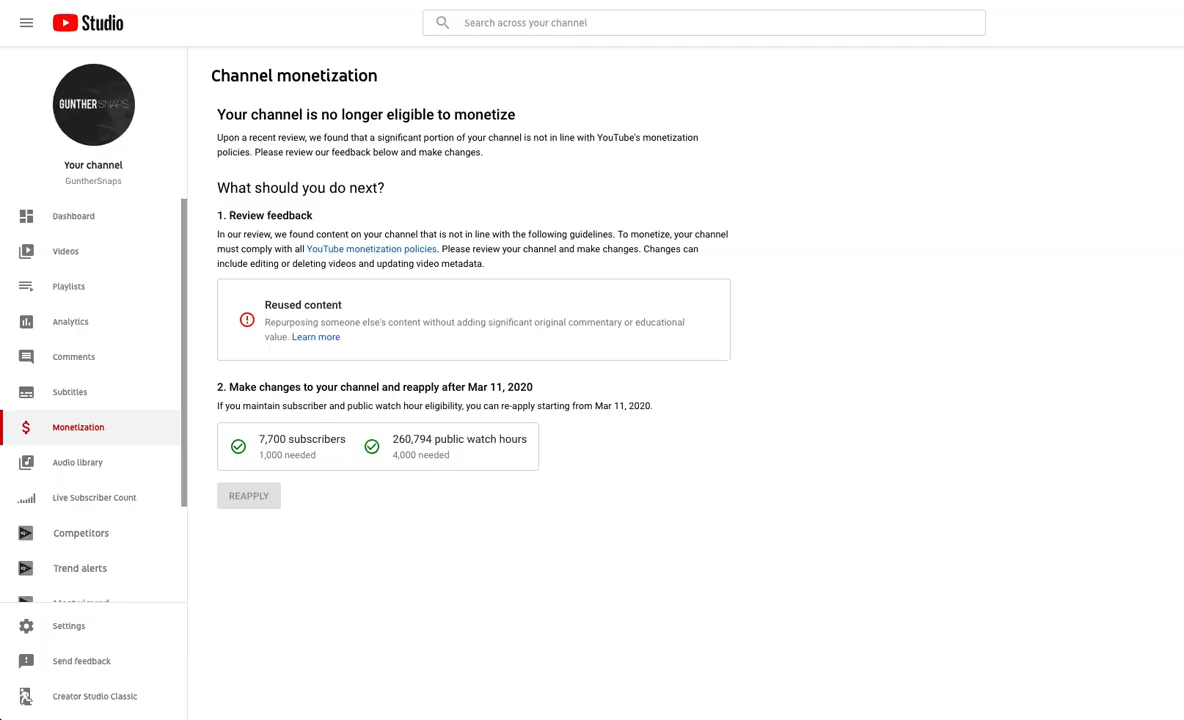 Studio
Search across your channel
GUNTHERSNAPS
Your channel
GuntherSnaps
Dashboard
Videos
Playlists
Analytics
Comments
Subtitles
Monetization
Audio library
Live Subscriber Count
Competitors
Trend alerts
Most viewed
Settings
Send feedback
Creator Studio Classic
Channel monetization
Your channel is no longer eligible to monetize
Upon a recent review, we found that a significant portion of your channel is not in line with YouTube's monetization
policies. Please review our feedback below and make changes.
What should you do next?
1. Review feedback
In our review, we found content on your channel that is not in line with the following guidelines. To monetize, your channel
must comply with all YouTube monetization policies. Please review your channel and make changes. Changes can
include editing or deleting videos and updating video metadata.
Reused content
Repurposing someone else's content without adding significant original commentary or educational
value. Learn more
2. Make changes to your channel and reapply after Mar 11, 2020
If you maintain subscriber and public watch hour eligibility, you can re-apply starting from Mar 11, 2020.
7,700 subscribers
1,000 needed
260,794 public watch hours
4,000 needed
REAPPLY